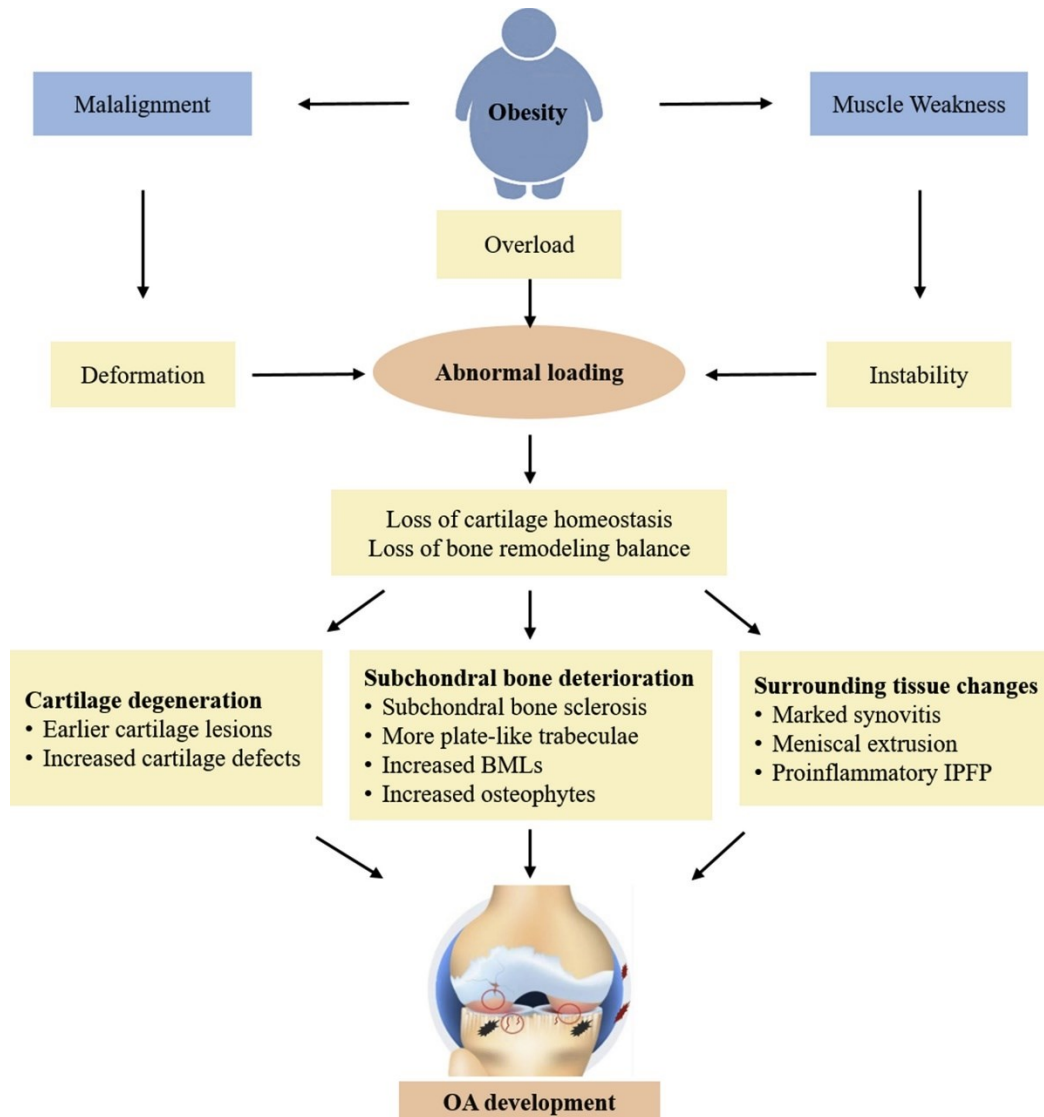 Malalignment
Obesity
Muscle Weakness
Overload
Deformation
Abnormal loading
Instability
Loss of cartilage homeostasis
Loss of bone remodeling balance
Cartilage degeneration
• Earlier cartilage lesions
• Increased cartilage defects
Subchondral bone deterioration
• Subchondral bone sclerosis
• More plate-like trabeculae
• Increased BMLs
• Increased osteophytes
Surrounding tissue changes
• Marked synovitis
• Meniscal extrusion
• Proinflammatory IPFP
OA development